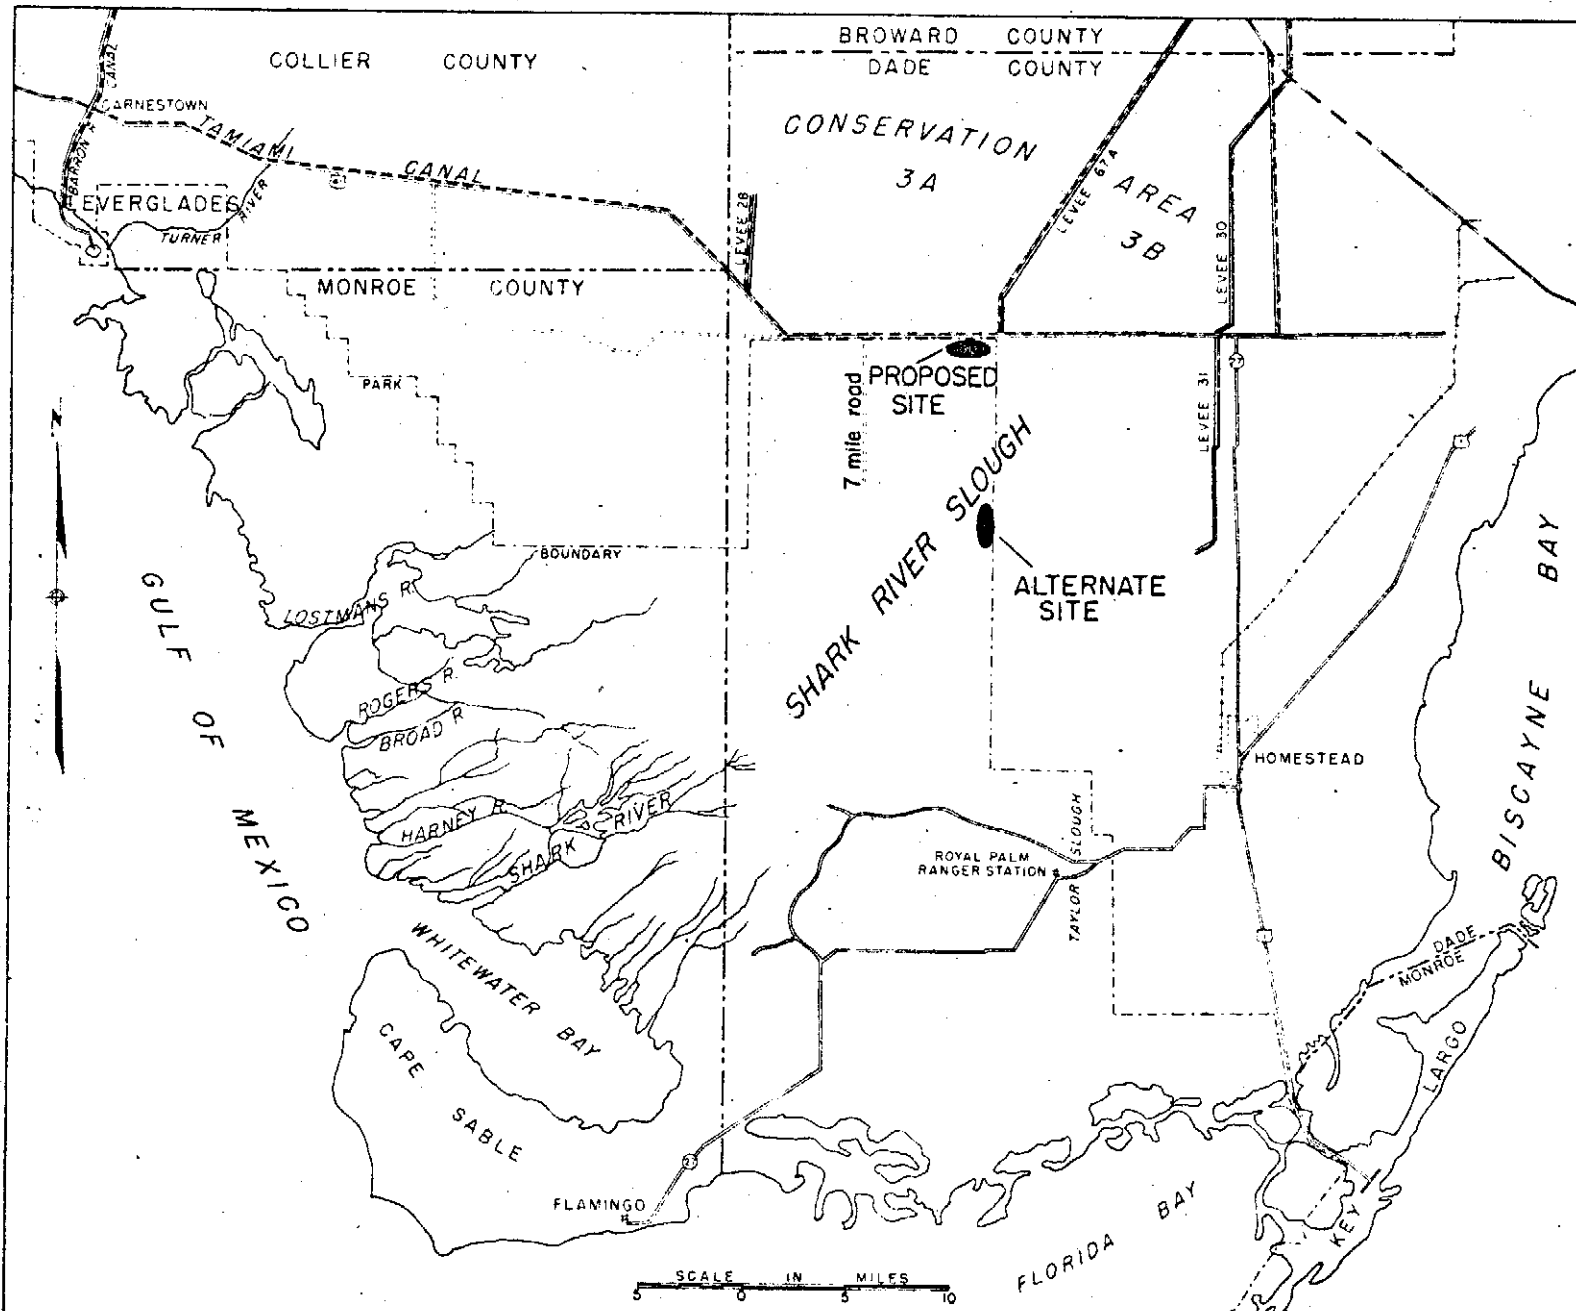 COLLIER COUNTY
BROWARD COUNTY
DADE COUNTY
CANAL
CARNESTOWN
BARRON
TAMIAMI CANAL
CONSERVATION
3A
AREA
3B
LEVEE 67A
LEVEE 28
LEVEE 30
EVERGLADES
TURNER RIVER
MONROE COUNTY
PARK
7 mile road
PROPOSED
SITE
LEVEE 31
27
N
SHARK RIVER SLOUGH
BOUNDARY
ALTERNATE
SITE
GULF OF MEXICO
LOSTMANS R.
ROGERS R.
BROAD R
HARNEY R.
SHARK RIVER
HOMESTEAD
BISCAYNE BAY
ROYAL PALM
RANGER STATION
TAYLOR SLOUGH
WHITEWATER BAY
DADE
MONROE
CAPE SABLE
KEY LARGO
27
FLAMINGO
FLORIDA BAY
SCALE IN MILES
5 0 5 10